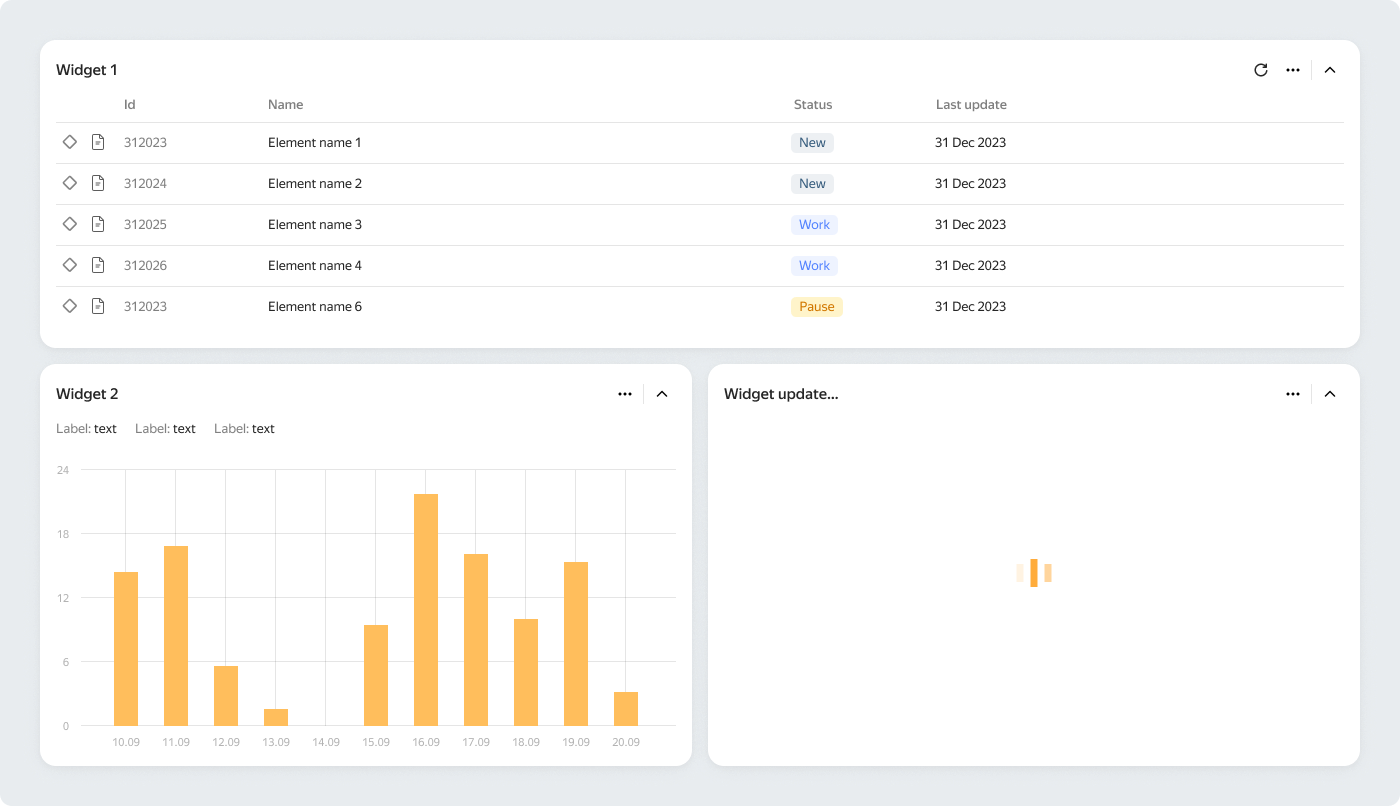 Widget 1
Id Name Status Last update
312023 Element name 1 New 31 Dec 2023
312024 Element name 2 New 31 Dec 2023
312025 Element name 3 Work 31 Dec 2023
312026 Element name 4 Work 31 Dec 2023
312023 Element name 6 Pause 31 Dec 2023
Widget 2
Label: text Label: text Label: text
24
18
12
6
0
10.09 11.09 12.09 13.09 14.09 15.09 16.09 17.09 18.09 19.09 20.09
Widget update...